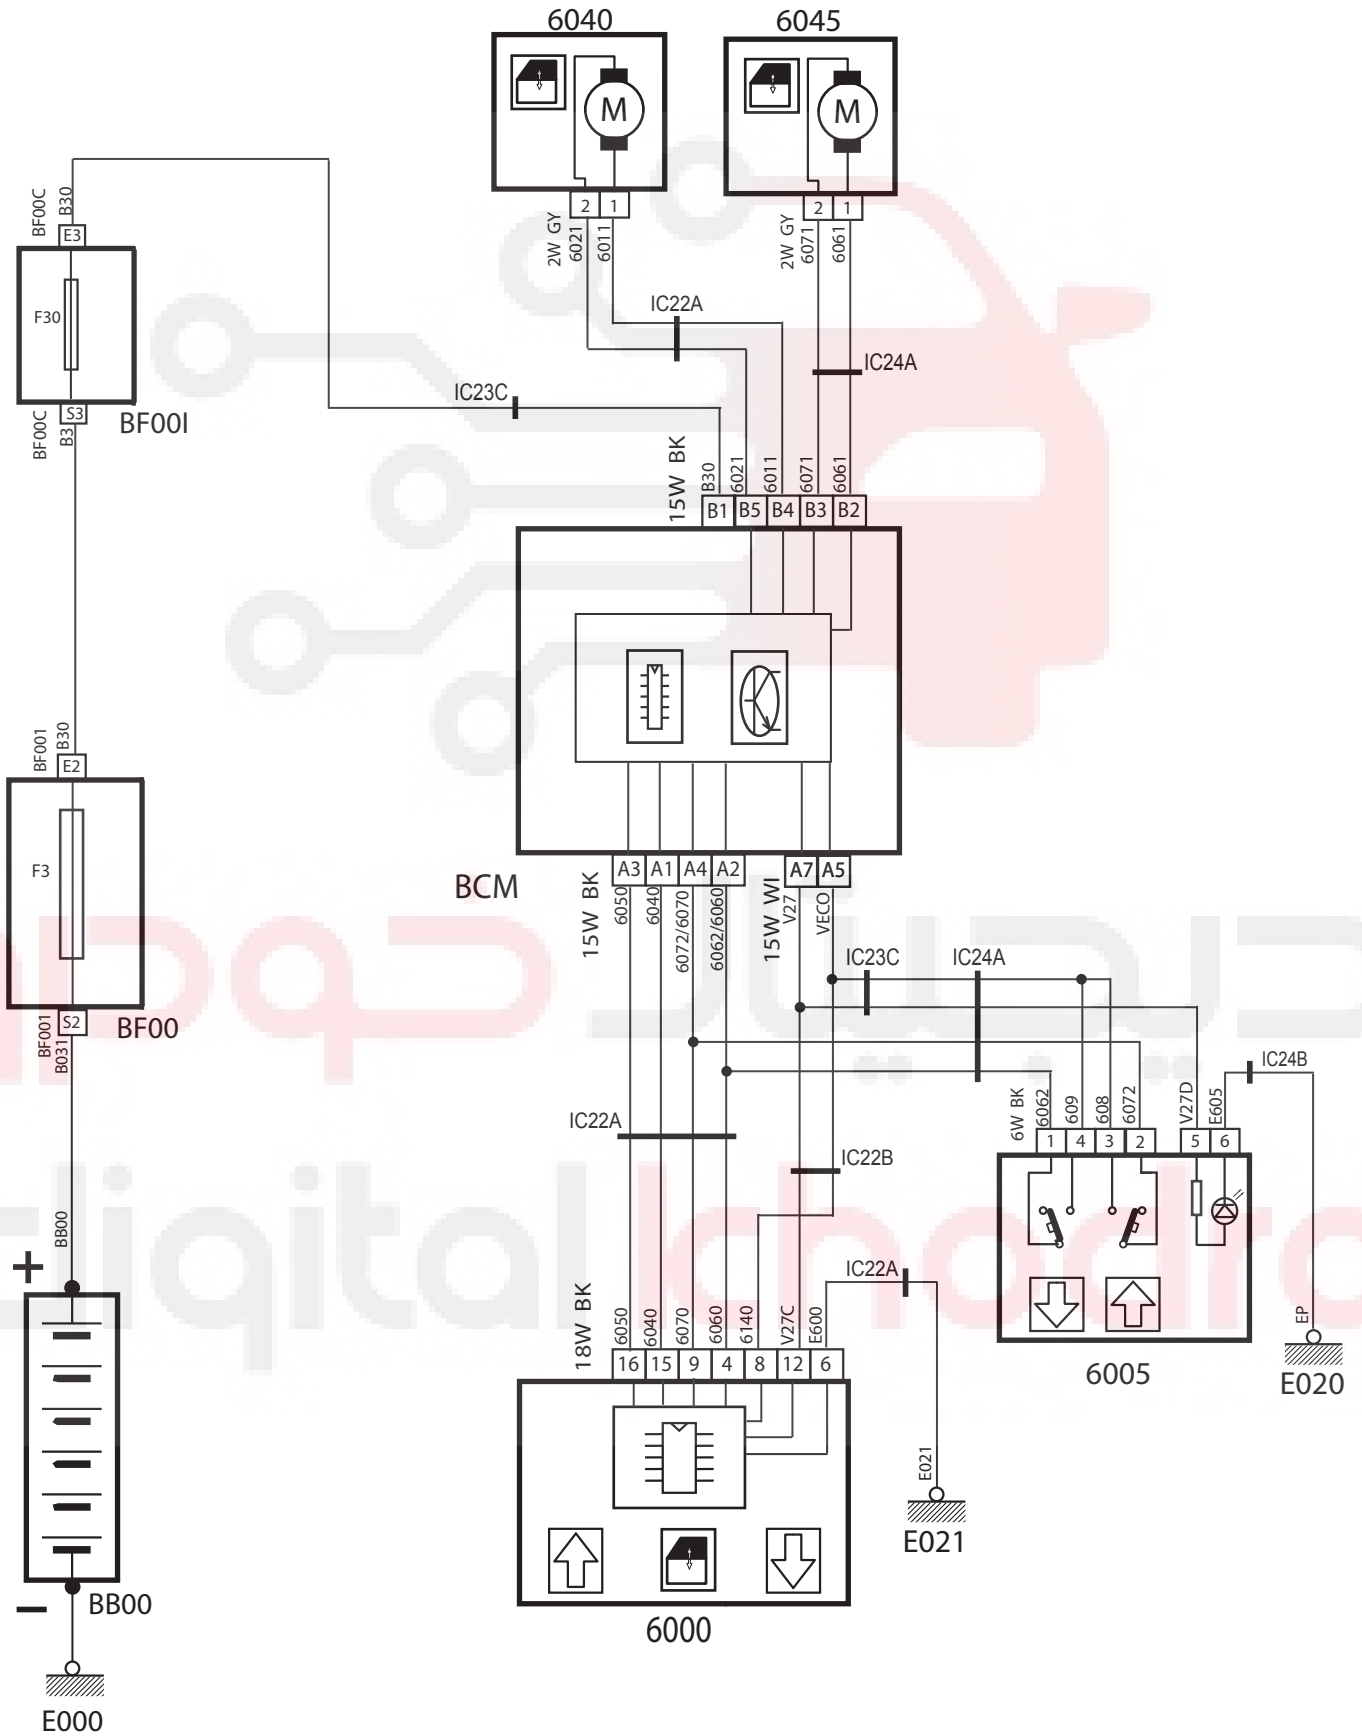 6040
6045
M
M
2
1
2
1
2W GY
6021
6011
2W GY
6071
6061
BF00C
B30
E3
F30
S3
BF00C
B3
BF00I
IC22A
IC24A
IC23C
15W BK
B30
6021
6011
6071
6061
B1
B5
B4
B3
B2
BF001
B30
E2
F3
S2
BF001
B031
BF00
BCM
A3
A1
A4
A2
A7
A5
15W BK
6050
6040
6072/6070
6062/6060
15W WI
V27
VECO
دیجیتال خودرو
IC23C
IC24A
IC24B
6W BK
6062
609
608
6072
V27D
E605
1
4
3
2
5
6
IC22A
IC22B
digital khodro
BB00
+
IC22A
18W BK
6050
6040
6070
6060
6140
V27C
E600
16
15
9
4
8
12
6
EP
6005
E020
E021
E021
6000
−
BB00
E000